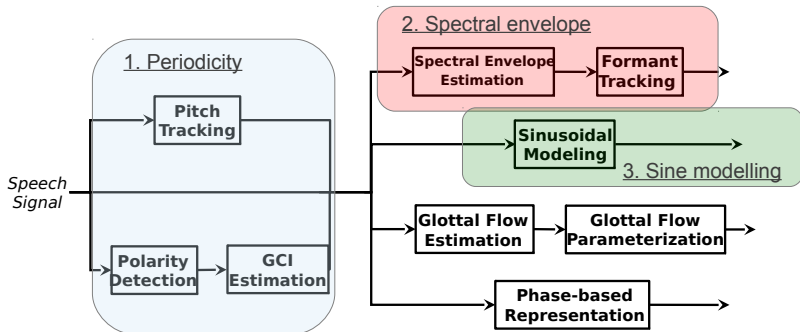 1. Periodicity
Pitch
Tracking
Speech
Signal
Polarity
Detection
GCI
Estimation
2. Spectral envelope
Spectral Envelope
Estimation
Formant
Tracking
Sinusoidal
Modeling
3. Sine modelling
Glottal Flow
Estimation
Glottal Flow
Parameterization
Phase-based
Representation